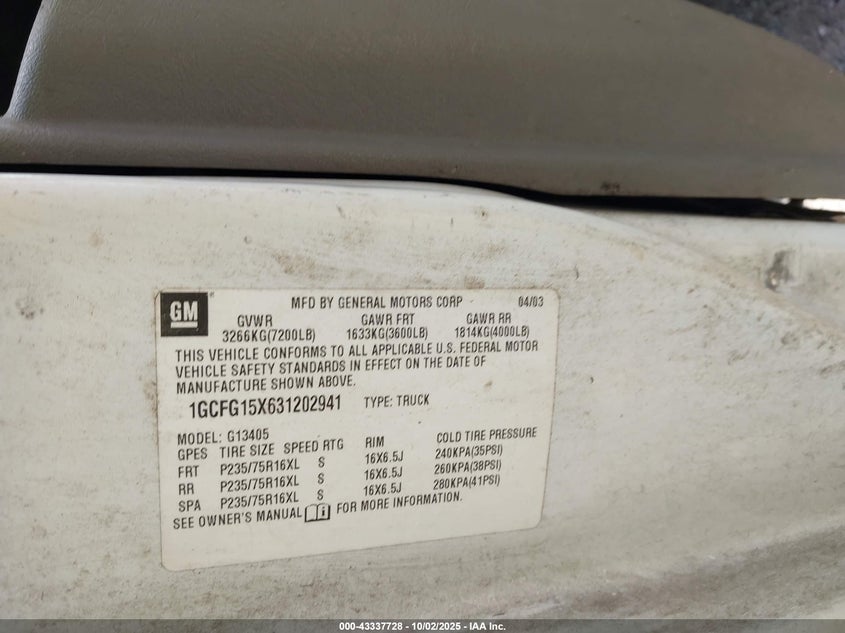 GM
MFD BY GENERAL MOTORS CORP 04/03
GVWR GAWR FRT GAWR RR
3266KG(7200LB) 1633KG(3600LB) 1814KG(4000LB)
THIS VEHICLE CONFORMS TO ALL APPLICABLE U.S. FEDERAL MOTOR
VEHICLE SAFETY STANDARDS IN EFFECT ON THE DATE OF
MANUFACTURE SHOWN ABOVE.
1GCFG15X631202941 TYPE: TRUCK
MODEL: G13405
GPES TIRE SIZE SPEED RTG RIM COLD TIRE PRESSURE
FRT P235/75R16XL S 16X6.5J 240KPA(35PSI)
RR P235/75R16XL S 16X6.5J 260KPA(38PSI)
SPA P235/75R16XL S 16X6.5J 280KPA(41PSI)
SEE OWNER'S MANUAL FOR MORE INFORMATION.
000-43337728 - 10/02/2025 - IAA Inc.